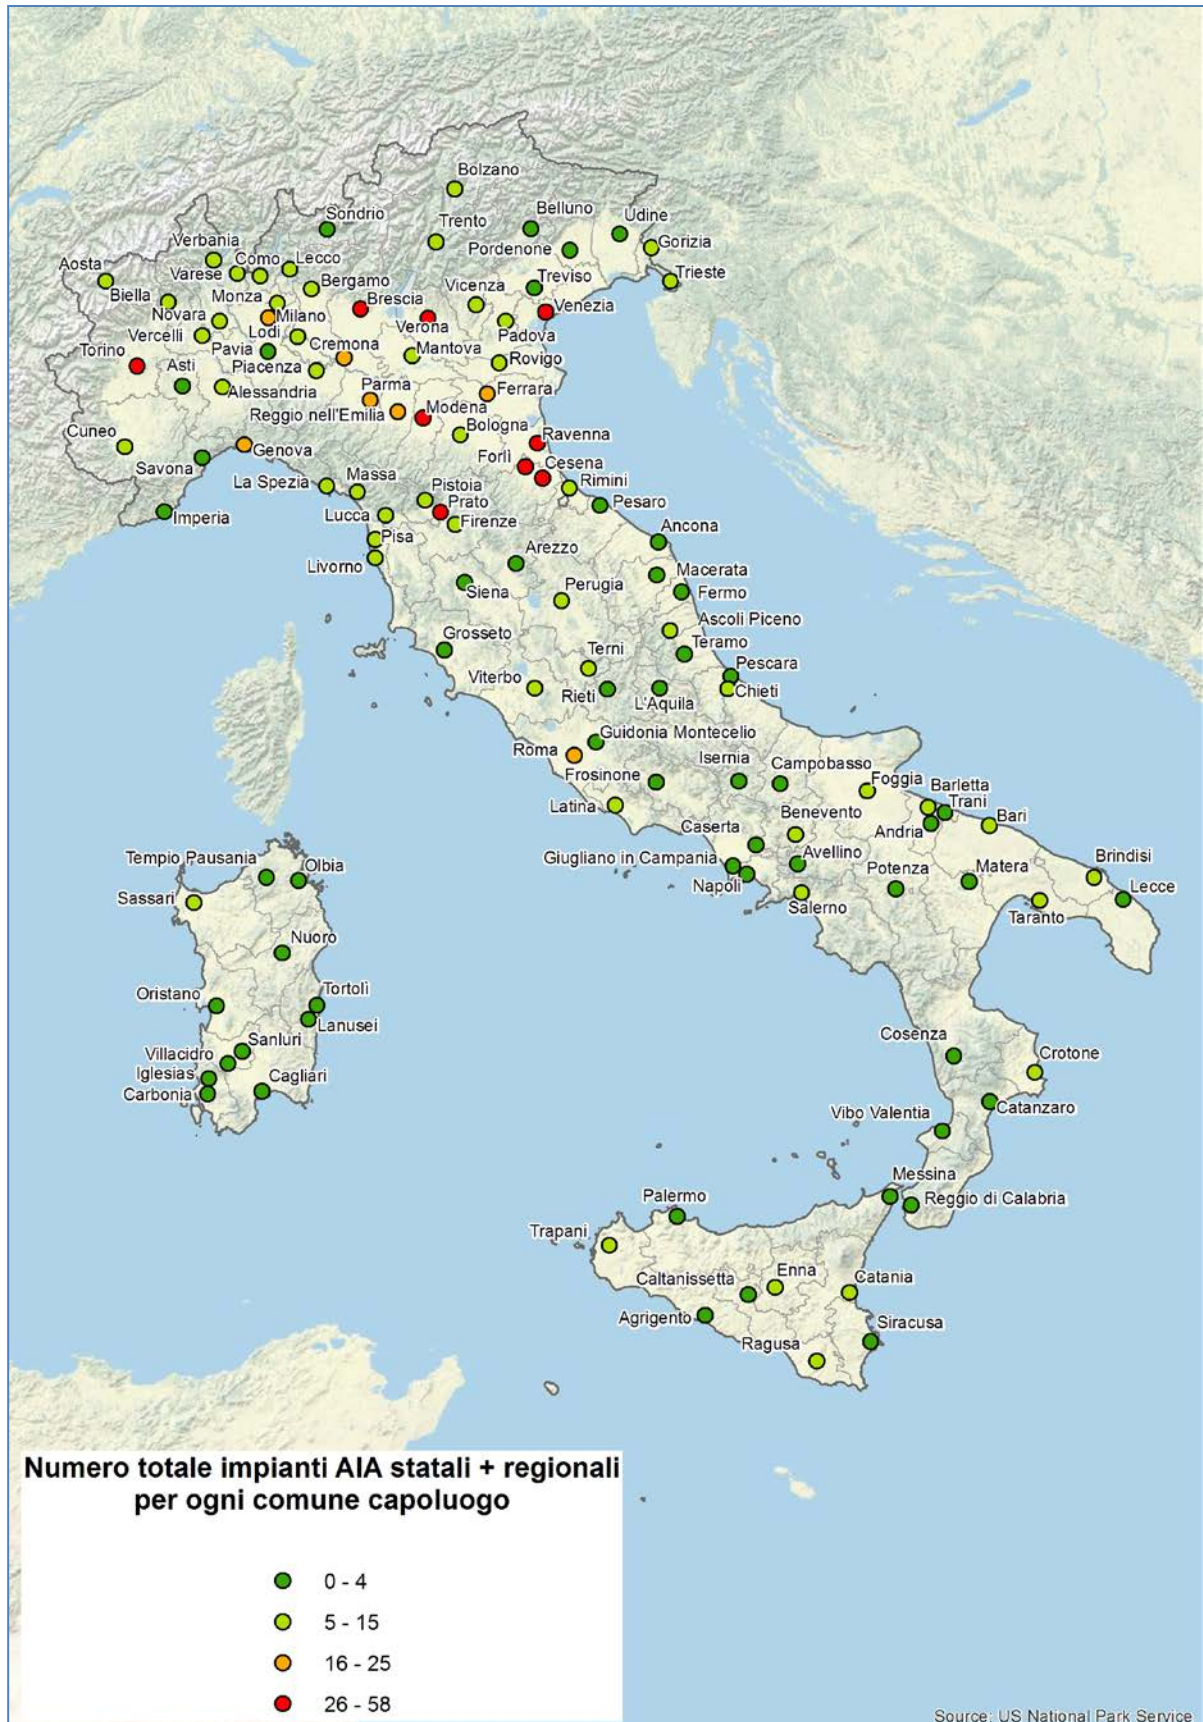 Bolzano
Sondrio
Belluno
Udine
Trento
Verbania
Pordenone
Gorizia
Como
Lecco
Aosta
Varese
Treviso
Trieste
Bergamo
Biella
Monza
Vicenza
Brescia
Venezia
Novara
Milano
Verona
Padova
Vercelli
Lodi
Cremona
Torino
Pavia
Mantova
Asti
Piacenza
Rovigo
Parma
Ferrara
Alessandria
Reggio nell'Emilia
Modena
Bologna
Cuneo
Ravenna
Genova
Forlì
Savona
Cesena
Massa
La Spezia
Rimini
Pistoia
Prato
Pesaro
Imperia
Lucca
Firenze
Pisa
Ancona
Arezzo
Livorno
Macerata
Siena
Perugia
Fermo
Ascoli Piceno
Grosseto
Teramo
Terni
Pescara
Viterbo
Rieti
L'Aquila
Chieti
Guidonia Montecelio
Roma
Isernia
Campobasso
Frosinone
Foggia
Barletta
Latina
Trani
Benevento
Bari
Caserta
Andria
Tempio Pausania
Olbia
Giugliano in Campania
Avellino
Potenza
Matera
Brindisi
Napoli
Sassari
Lecce
Salerno
Taranto
Nuoro
Oristano
Tortolì
Lanusei
Cosenza
Sanluri
Villacidro
Crotone
Iglesias
Cagliari
Carbonia
Catanzaro
Vibo Valentia
Messina
Palermo
Reggio di Calabria
Trapani
Enna
Caltanissetta
Catania
Agrigento
Siracusa
Ragusa
Numero totale impianti AIA statali + regionali
per ogni comune capoluogo
0 - 4
5 - 15
16 - 25
26 - 58
Source: US National Park Service